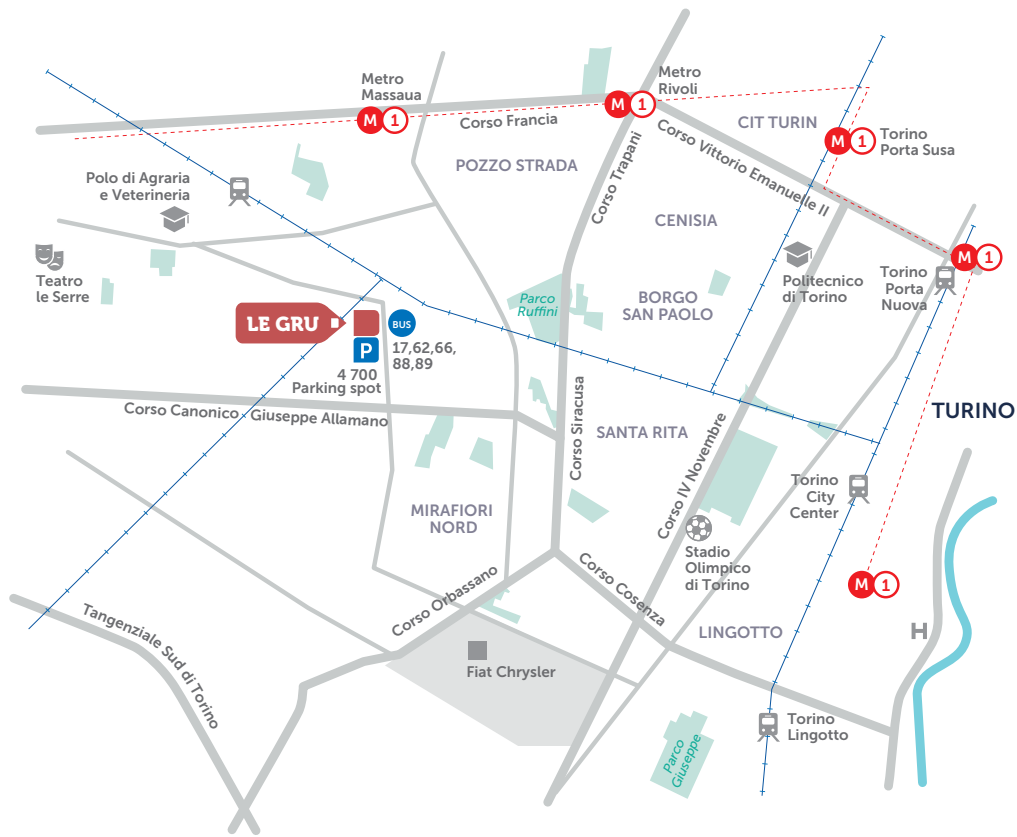 Metro
Massaua
M 1
Metro
Rivoli
M 1
Corso Francia
CIT TURIN
M 1
Torino
Porta Susa
Corso Vittorio Emanuelle II
POZZO STRADA
Corso Trapani
Polo di Agraria
e Veterineria
CENISIA
Teatro
le Serre
Politecnico
di Torino
M 1
Torino
Porta
Nuova
Parco
Ruffini
BORGO
SAN PAOLO
LE GRU
BUS
P
17,62,66,
88,89
4 700
Parking spot
Corso Canonico Giuseppe Allamano
Corso Siracusa
SANTA RITA
TURINO
Corso IV Novembre
Torino
City
Center
MIRAFIORI
NORD
Stadio
Olimpico
di Torino
M 1
Corso Orbassano
Corso Cosenza
LINGOTTO
H
Tangenziale Sud di Torino
Fiat Chrysler
Parco
Giuseppe
Torino
Lingotto